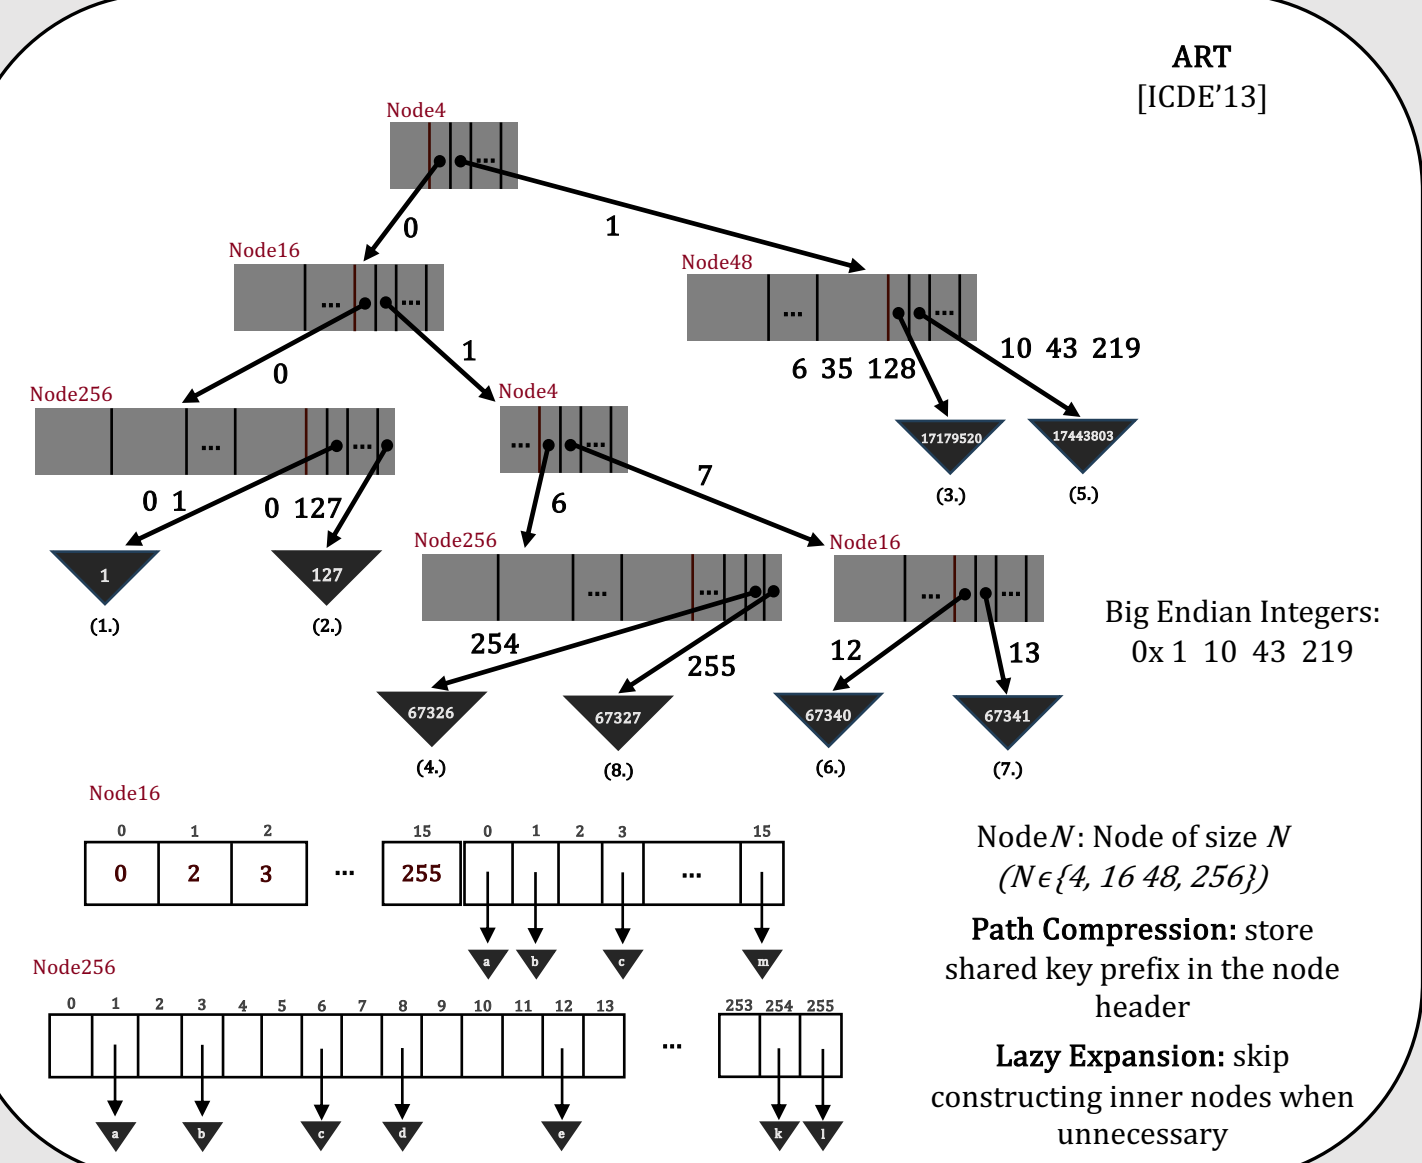 ART
[ICDE'13]
Node4
...
0
1
Node16
... ...
Node48
... ...
0
1
6 35 128
10 43 219
Node256
... ...
Node4
... ...
17179520
17443803
(3.)
(5.)
0 1
0 127
6
7
1
127
(1.)
(2.)
Node256
... ...
Node16
... ...
254
255
12
13
67326
67327
67340
67341
(4.)
(8.)
(6.)
(7.)
Big Endian Integers:
0x 1 10 43 219
Node16
0 1 2 15 0 1 2 3 15
0 2 3 ... 255 ...
a b c m
Node256
0 1 2 3 4 5 6 7 8 9 10 11 12 13 253 254 255
...
a b c d e k l
NodeN: Node of size N
(N ϵ{4, 16 48, 256})
Path Compression: store
shared key prefix in the node
header
Lazy Expansion: skip
constructing inner nodes when
unnecessary